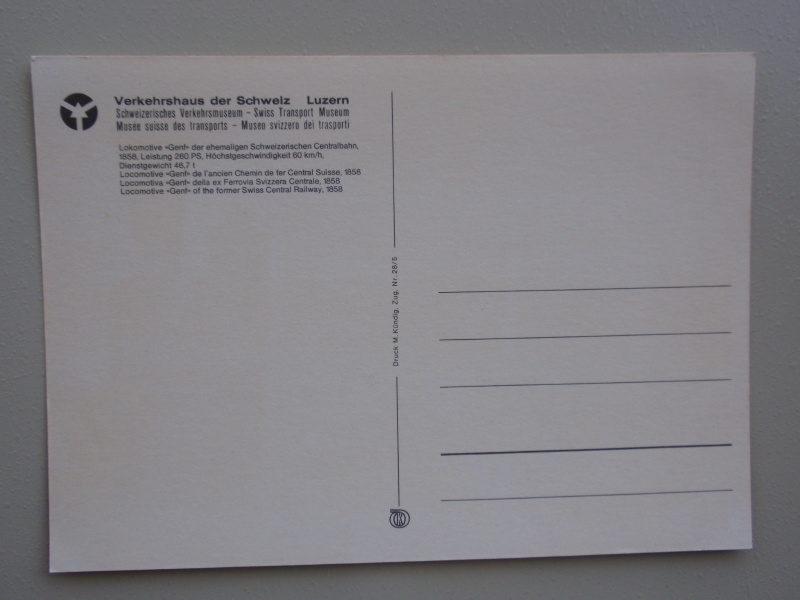 Verkehrshaus der Schweiz Luzern
Schweizerisches Verkehrsmuseum - Swiss Transport Museum
Musée suisse des transports - Museo svizzero dei trasporti
Lokomotive «Genf» der ehemaligen Schweizerischen Centralbahn,
1858, Leistung 260 PS, Höchstgeschwindigkeit 60 km/h,
Dienstgewicht 46,7 t
Locomotive «Genf» de l'ancien Chemin de fer Central Suisse, 1858
Locomotiva «Genf» della ex Ferrovia Svizzera Centrale, 1858
Locomotive «Genf» of the former Swiss Central Railway, 1858
Druck M. Kündig, Zug, Nr. 28/5